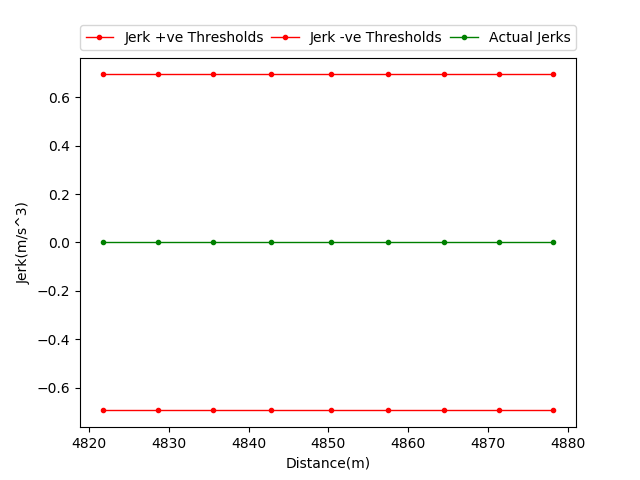 Jerk +ve Thresholds Jerk -ve Thresholds Actual Jerks
Jerk(m/s^3)
0.6
0.4
0.2
0.0
−0.2
−0.4
−0.6
4820 4830 4840 4850 4860 4870 4880
Distance(m)